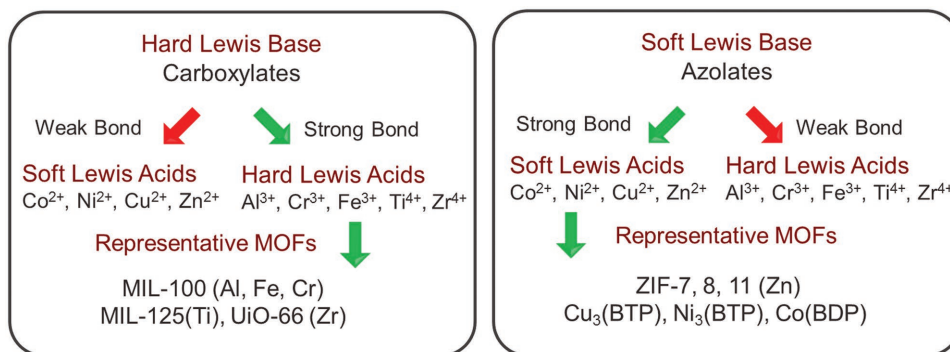 Hard Lewis Base
Carboxylates
Weak Bond
Strong Bond
Soft Lewis Acids
Co²⁺, Ni²⁺, Cu²⁺, Zn²⁺
Hard Lewis Acids
Al³⁺, Cr³⁺, Fe³⁺, Ti⁴⁺, Zr⁴⁺
Representative MOFs
MIL-100 (Al, Fe, Cr)
MIL-125(Ti), UiO-66 (Zr)
Soft Lewis Base
Azolates
Strong Bond
Weak Bond
Soft Lewis Acids
Co²⁺, Ni²⁺, Cu²⁺, Zn²⁺
Hard Lewis Acids
Al³⁺, Cr³⁺, Fe³⁺, Ti⁴⁺, Zr⁴⁺
Representative MOFs
ZIF-7, 8, 11 (Zn)
Cu₃(BTP), Ni₃(BTP), Co(BDP)